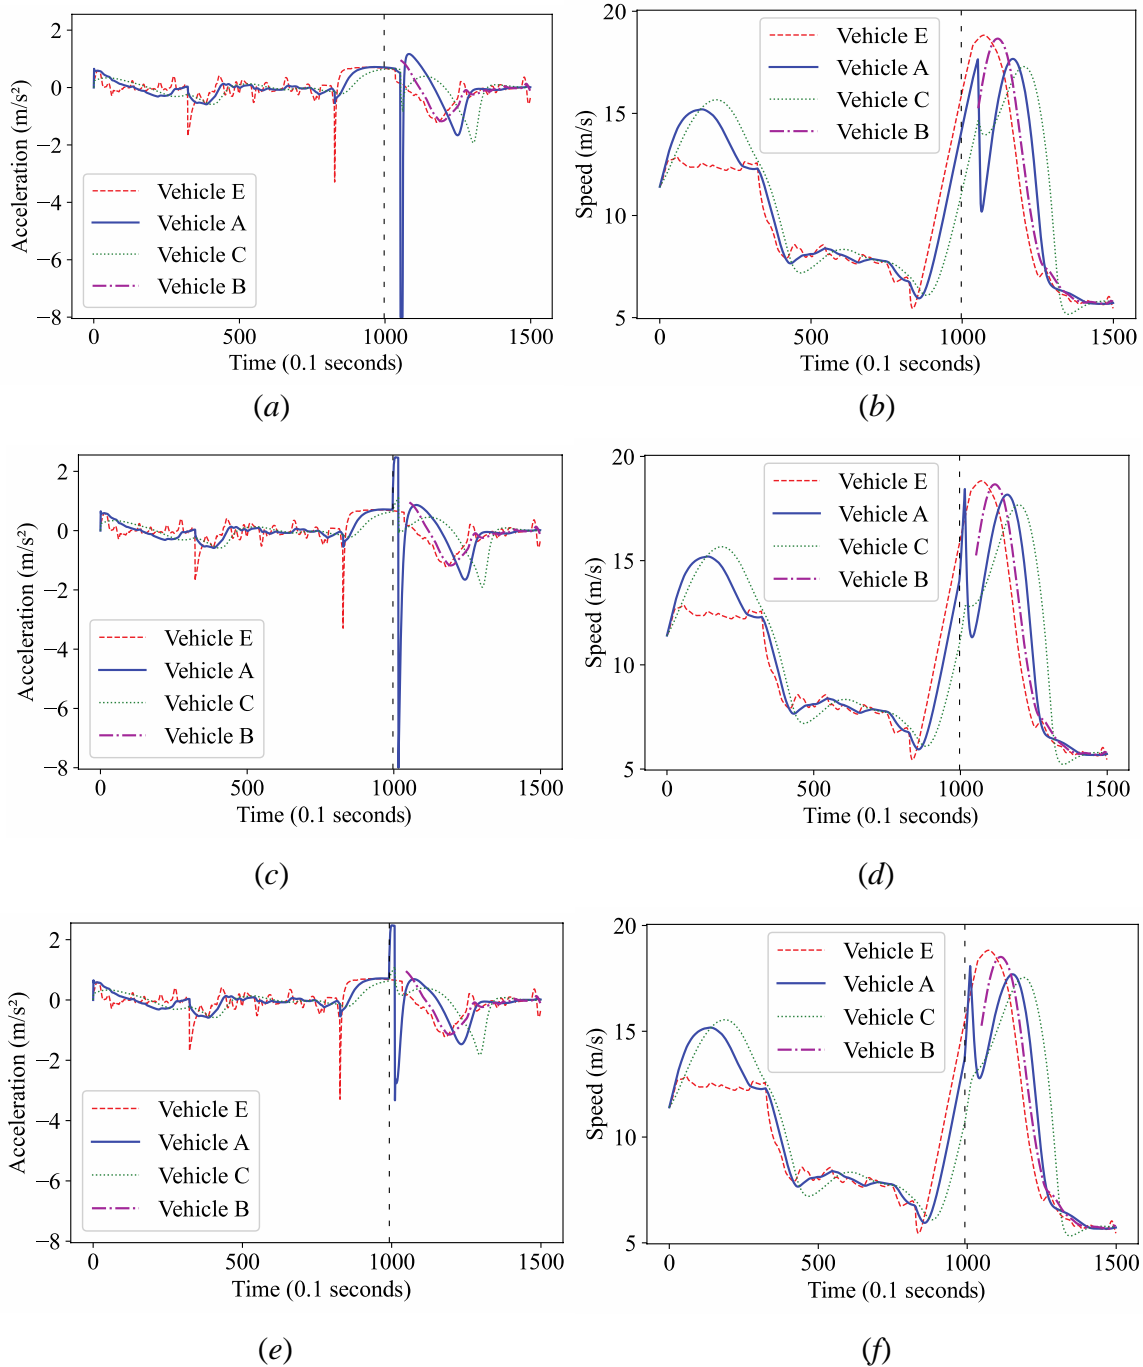 2
0
−2
−4
−6
−8
Acceleration (m/s²)
Vehicle E
Vehicle A
Vehicle C
Vehicle B
0 500 1000 1500
Time (0.1 seconds)
(a)
20
15
10
5
Speed (m/s)
Vehicle E
Vehicle A
Vehicle C
Vehicle B
0 500 1000 1500
Time (0.1 seconds)
(b)
2
0
−2
−4
−6
−8
Acceleration (m/s²)
Vehicle E
Vehicle A
Vehicle C
Vehicle B
0 500 1000 1500
Time (0.1 seconds)
(c)
20
15
10
5
Speed (m/s)
Vehicle E
Vehicle A
Vehicle C
Vehicle B
0 500 1000 1500
Time (0.1 seconds)
(d)
2
0
−2
−4
−6
−8
Acceleration (m/s²)
Vehicle E
Vehicle A
Vehicle C
Vehicle B
0 500 1000 1500
Time (0.1 seconds)
(e)
20
15
10
5
Speed (m/s)
Vehicle E
Vehicle A
Vehicle C
Vehicle B
0 500 1000 1500
Time (0.1 seconds)
(f)